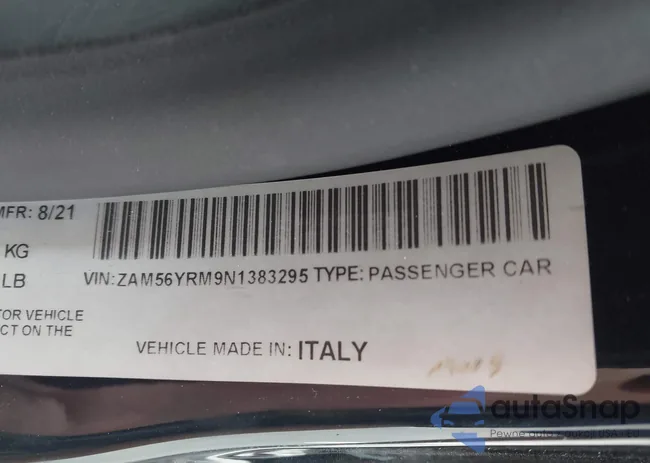 MFR: 8/21
KG
LB
VIN:ZAM56YRM9N1383295 TYPE: PASSENGER CAR
TOR VEHICLE
CT ON THE
VEHICLE MADE IN: ITALY
autaSnap